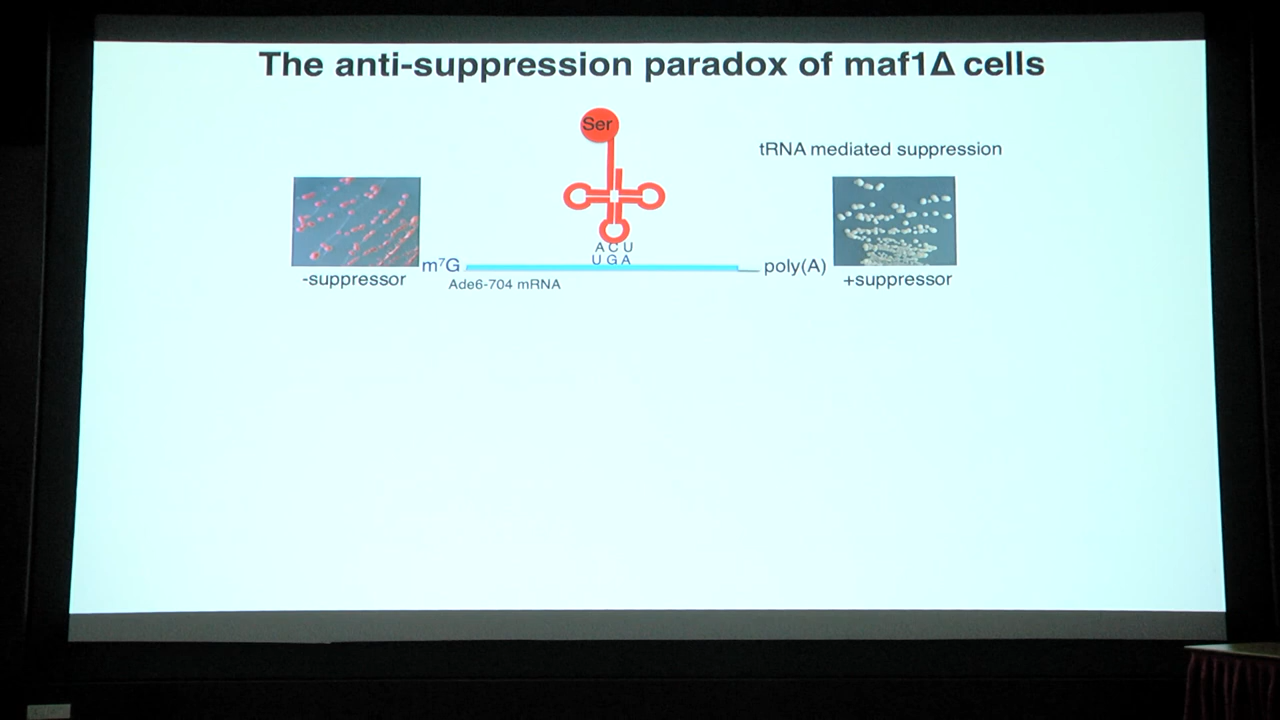 The anti-suppression paradox of maf1Δ cells
Ser
tRNA mediated suppression
ACU
UGA
m⁷G
poly(A)
-suppressor
Ade6-704 mRNA
+suppressor